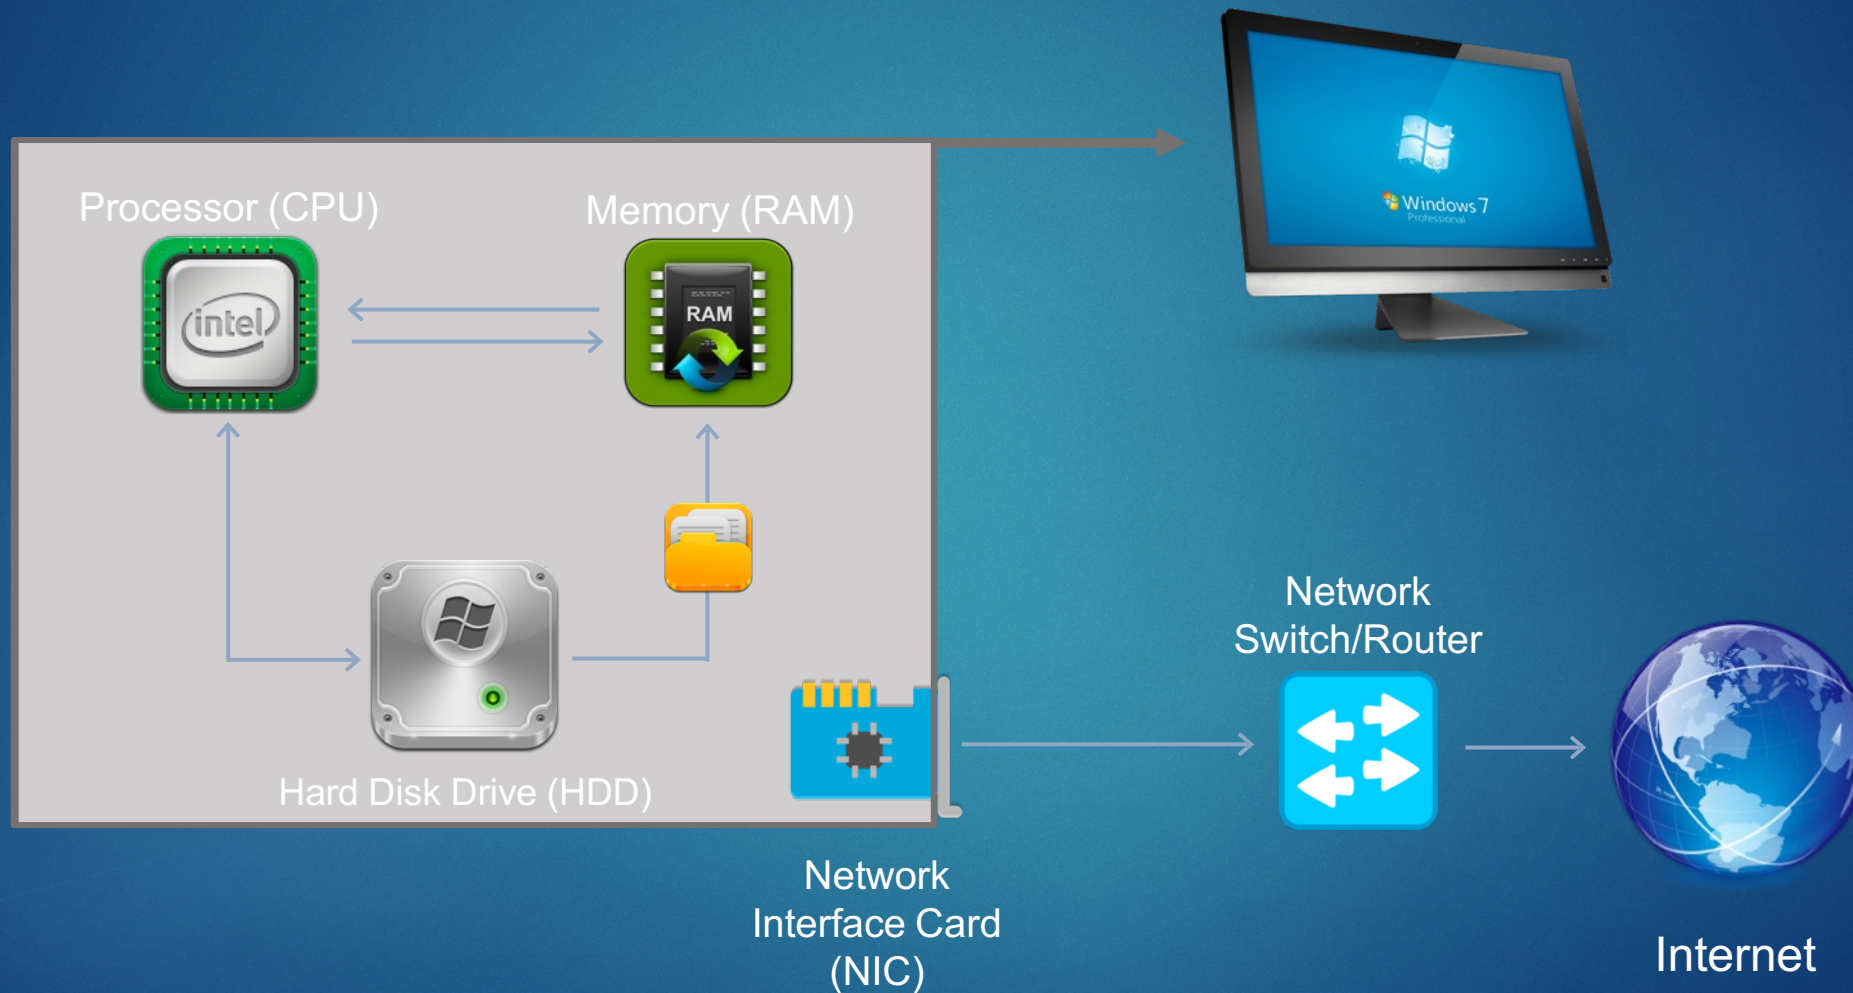 Processor (CPU)
Memory (RAM)
intel
RAM
Windows 7
Professional
Hard Disk Drive (HDD)
Network
Interface Card
(NIC)
Network
Switch/Router
Internet